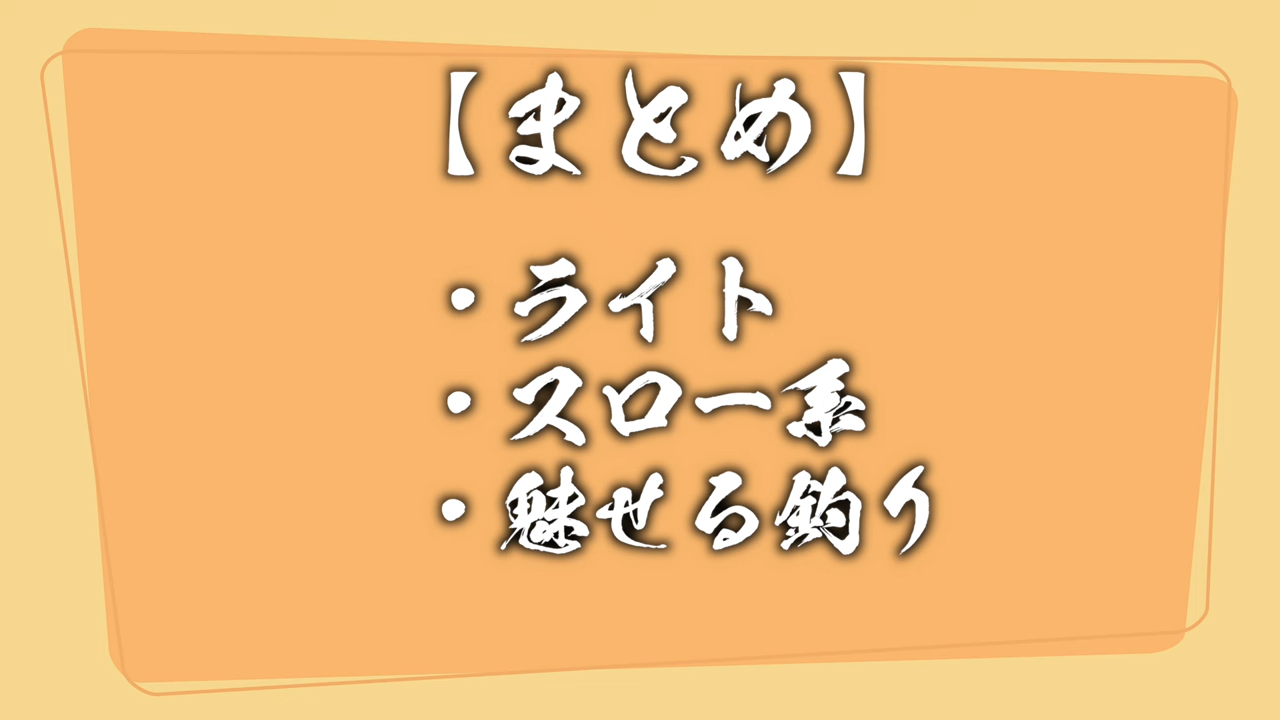 【まとめ】
・ライト
・スロー系
・魅せる釣り